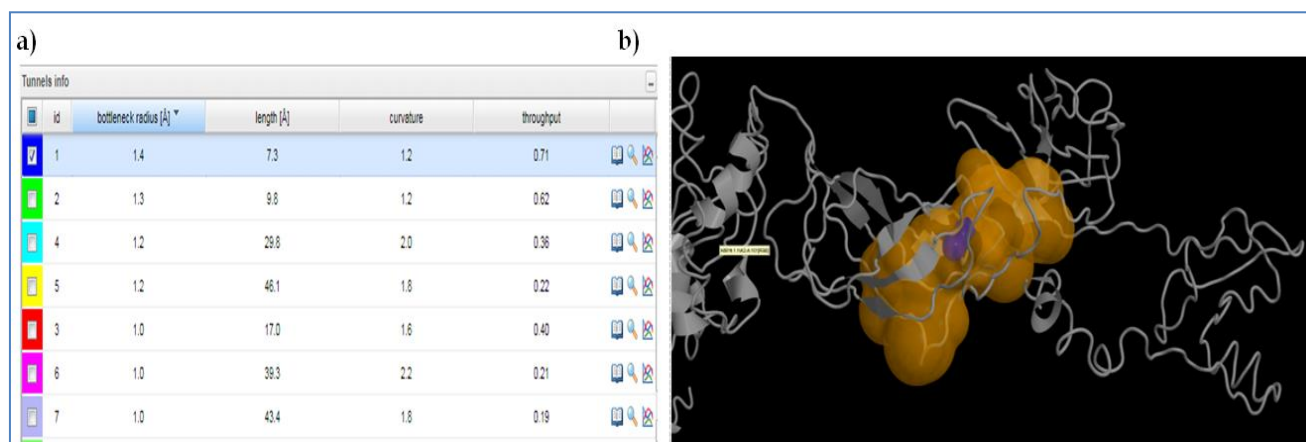 a)
b)
Tunnels info
id bottleneck radius [Å] length [Å] curvature throughput
1 1.4 7.3 1.2 0.71
2 1.3 9.8 1.2 0.62
4 1.2 29.8 2.0 0.36
5 1.2 46.1 1.8 0.22
3 1.0 17.0 1.6 0.40
6 1.0 39.3 2.2 0.21
7 1.0 43.4 1.8 0.19